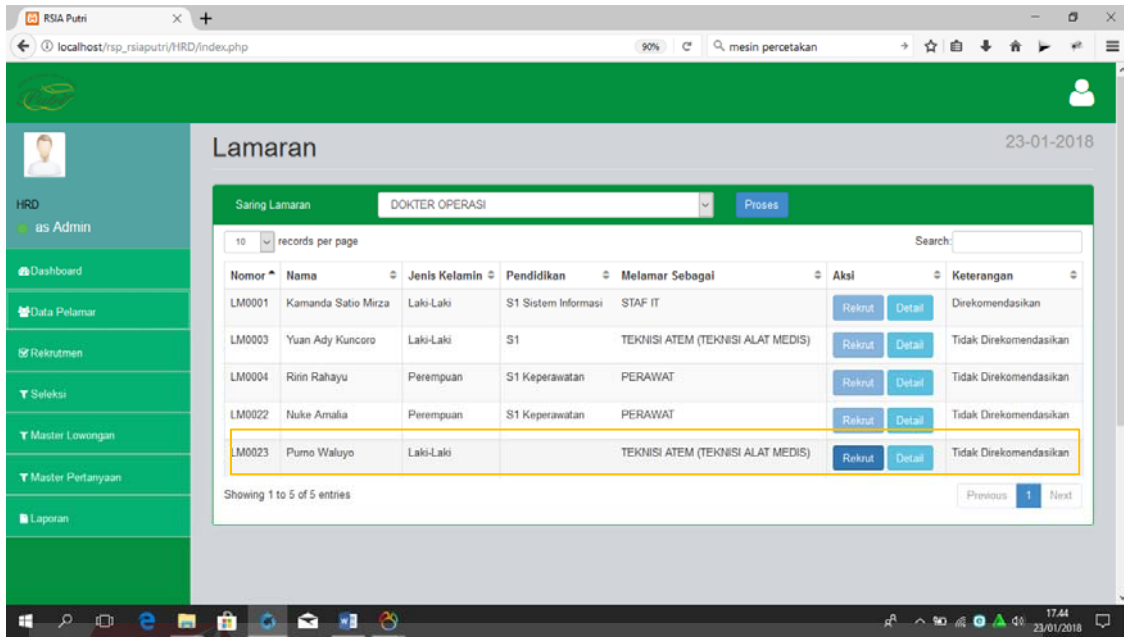 RSIA Putri
localhost/rsp_rsiaputri/HRD/index.php 90% mesin percetakan
Lamaran 23-01-2018
HRD
as Admin
Dashboard
Data Pelamar
Rekrutmen
Seleksi
Master Lowongan
Master Pertanyaan
Laporan
Saring Lamaran DOKTER OPERASI Proses
10 records per page Search:
Nomor Nama Jenis Kelamin Pendidikan Melamar Sebagai Aksi Keterangan
LM0001 Kamanda Satio Mirza Laki-Laki S1 Sistem Informasi STAF IT Rekrut Detail Direkomendasikan
LM0003 Yuan Ady Kuncoro Laki-Laki S1 TEKNISI ATEM (TEKNISI ALAT MEDIS) Rekrut Detail Tidak Direkomendasikan
LM0004 Ririn Rahayu Perempuan S1 Keperawatan PERAWAT Rekrut Detail Tidak Direkomendasikan
LM0022 Nuke Amalia Perempuan S1 Keperawatan PERAWAT Rekrut Detail Tidak Direkomendasikan
LM0023 Purno Waluyo Laki-Laki TEKNISI ATEM (TEKNISI ALAT MEDIS) Rekrut Detail Tidak Direkomendasikan
Showing 1 to 5 of 5 entries Previous 1 Next
17.44
23/01/2018